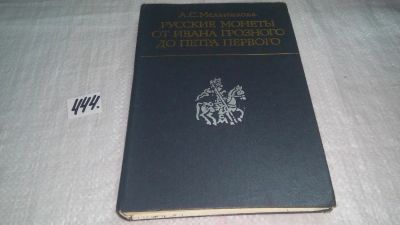 А.С.Мельникова
РУССКИЕ МОНЕТЫ
ОТ ИВАНА ГРОЗНОГО
ДО ПЕТРА ПЕРВОГО
444.